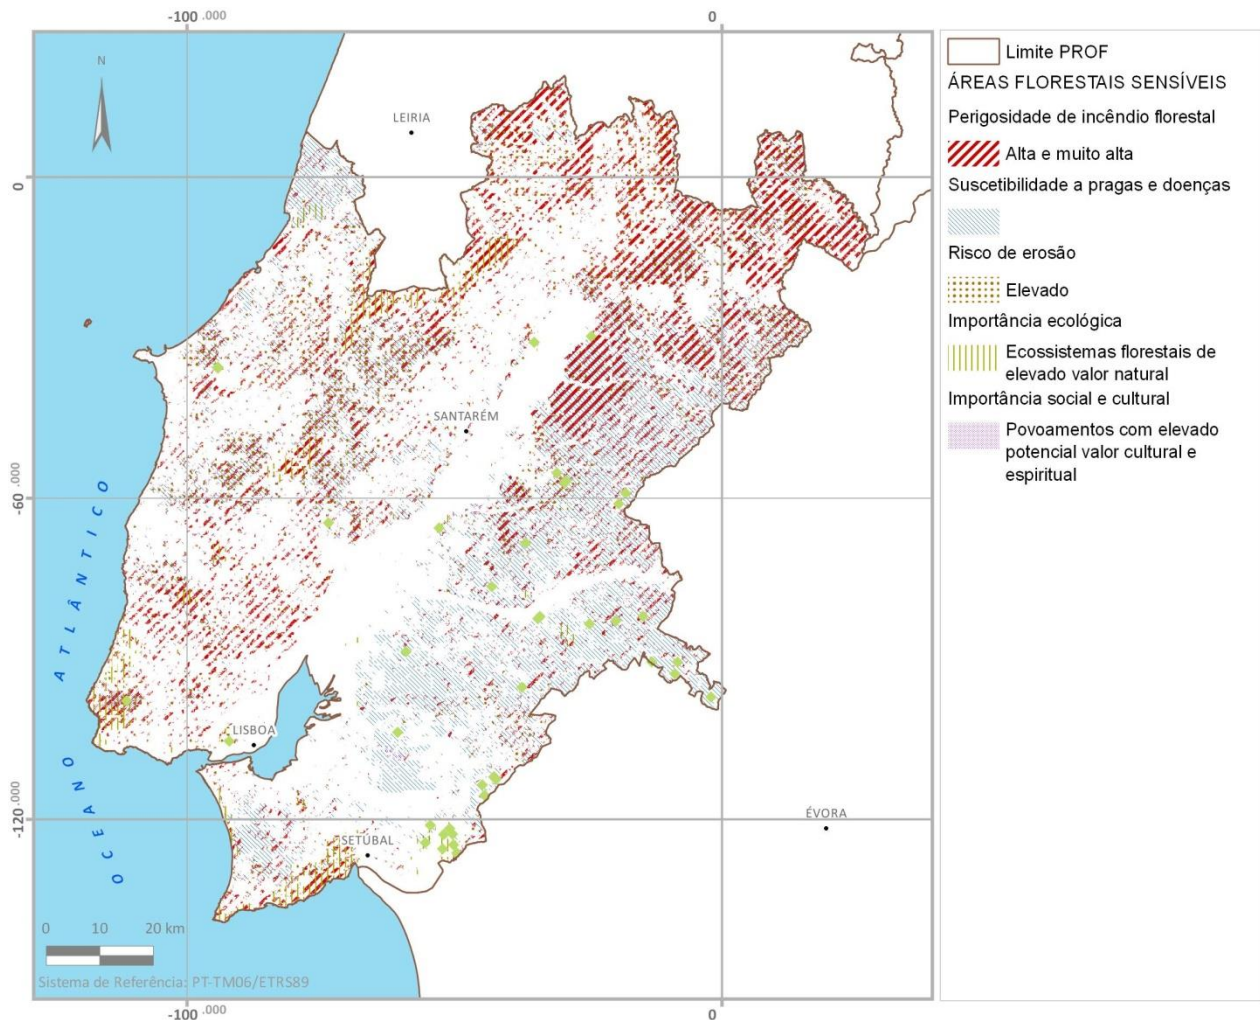 -100 .000
0
N
LEIRIA
0
SANTARÉM
-60 .000
OCEANO ATLÂNTICO
LISBOA
-120 .000
SETÚBAL
ÉVORA
0 10 20 km
Sistema de Referência: PT-TM06/ETRS89
-100 .000
0
Limite PROF
ÁREAS FLORESTAIS SENSÍVEIS
Perigosidade de incêndio florestal
Alta e muito alta
Suscetibilidade a pragas e doenças
Risco de erosão
Elevado
Importância ecológica
Ecossistemas florestais de
elevado valor natural
Importância social e cultural
Povoamentos com elevado
potencial valor cultural e
espiritual